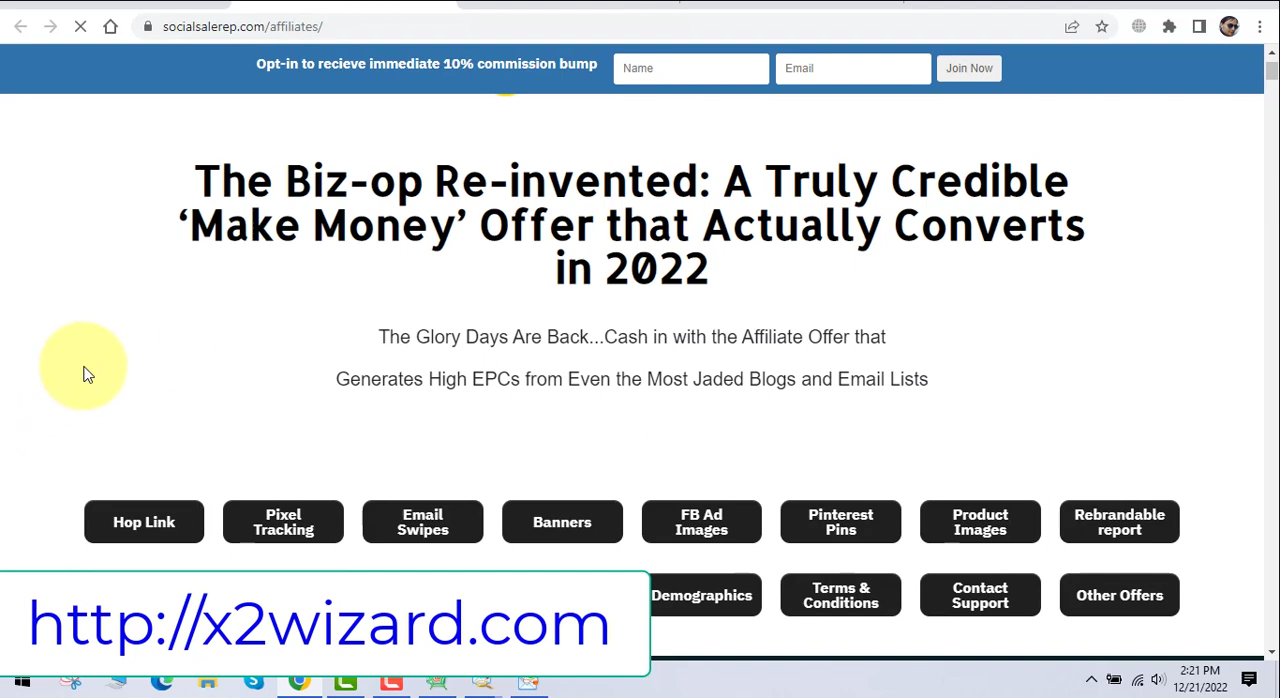 socialsalerep.com/affiliates/
Opt-in to recieve immediate 10% commission bump
Name
Email
Join Now
The Biz-op Re-invented: A Truly Credible
‘Make Money’ Offer that Actually Converts
in 2022
The Glory Days Are Back...Cash in with the Affiliate Offer that
Generates High EPCs from Even the Most Jaded Blogs and Email Lists
Hop Link
Pixel
Tracking
Email
Swipes
Banners
FB Ad
Images
Pinterest
Pins
Product
Images
Rebrandable
report
Demographics
Terms &
Conditions
Contact
Support
Other Offers
http://x2wizard.com
2:21 PM
12/21/2022